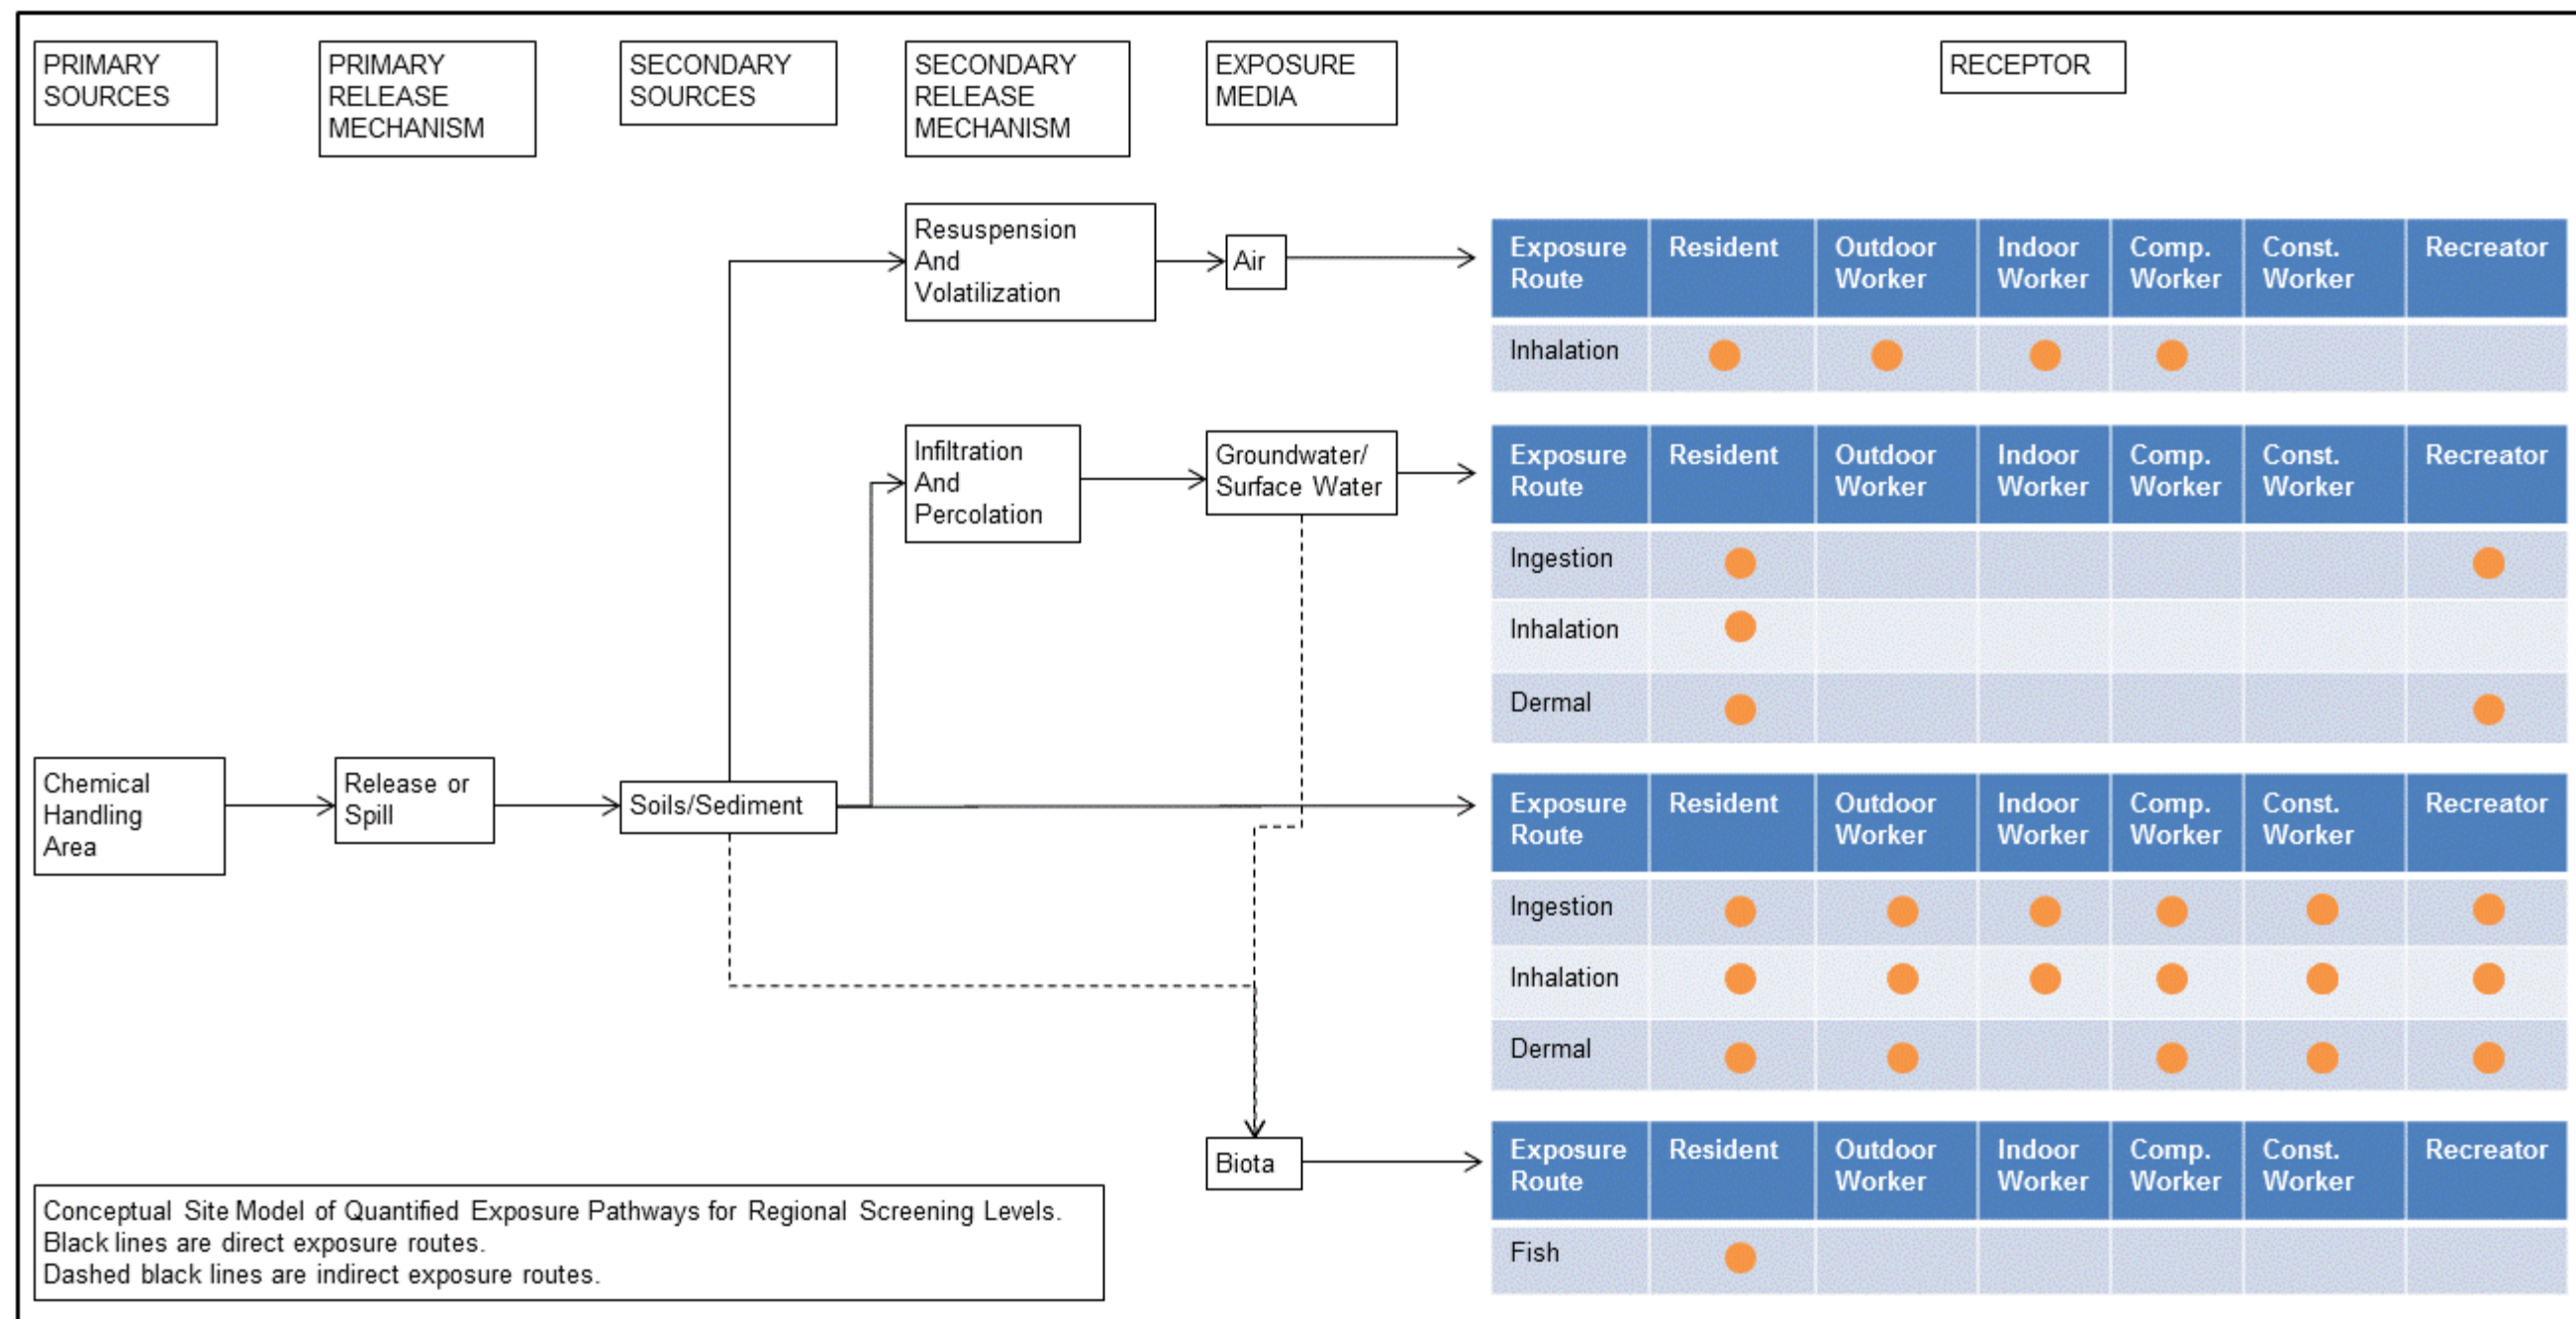 PRIMARY
SOURCES
PRIMARY
RELEASE
MECHANISM
SECONDARY
SOURCES
SECONDARY
RELEASE
MECHANISM
EXPOSURE
MEDIA
RECEPTOR
Resuspension
And
Volatilization
Air
Exposure Route Resident Outdoor Worker Indoor Worker Comp. Worker Const. Worker Recreator
Inhalation
Infiltration
And
Percolation
Groundwater/
Surface Water
Exposure Route Resident Outdoor Worker Indoor Worker Comp. Worker Const. Worker Recreator
Ingestion
Inhalation
Dermal
Chemical
Handling
Area
Release or
Spill
Soils/Sediment
Exposure Route Resident Outdoor Worker Indoor Worker Comp. Worker Const. Worker Recreator
Ingestion
Inhalation
Dermal
Biota
Exposure Route Resident Outdoor Worker Indoor Worker Comp. Worker Const. Worker Recreator
Fish
Conceptual Site Model of Quantified Exposure Pathways for Regional Screening Levels.
Black lines are direct exposure routes.
Dashed black lines are indirect exposure routes.